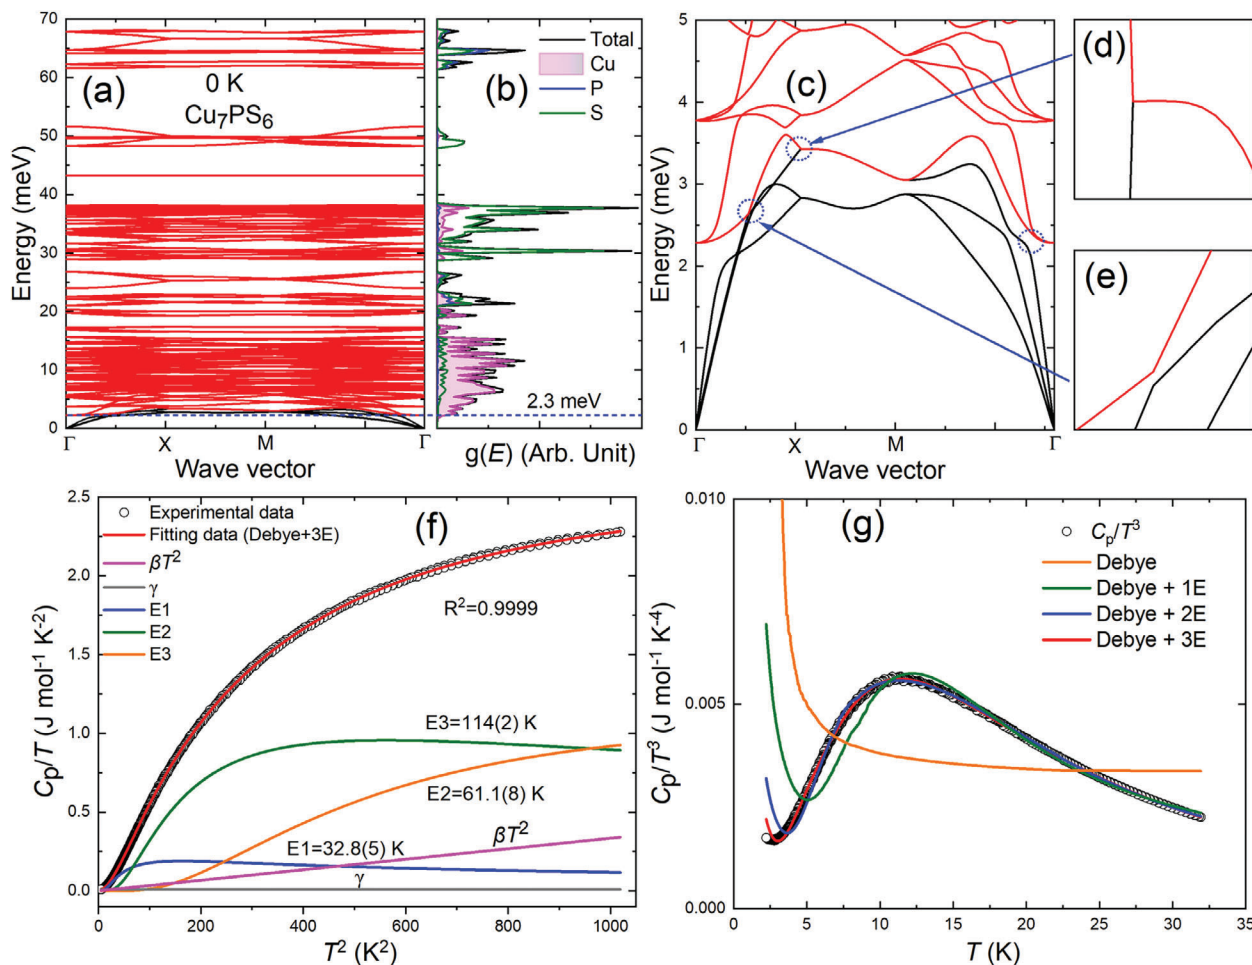 (a)
0 K
Cu₇PS₆
Energy (meV)
70
60
50
40
30
20
10
0
Γ X M Γ
Wave vector
(b)
Total
Cu
P
S
2.3 meV
g(E) (Arb. Unit)
(c)
Energy (meV)
5
4
3
2
1
0
Γ X M Γ
Wave vector
(d)
(e)
(f)
Experimental data
Fitting data (Debye+3E)
βT²
γ
E1
E2
E3
R²=0.9999
E3=114(2) K
E2=61.1(8) K
E1=32.8(5) K
βT²
γ
Cp/T (J mol⁻¹ K⁻²)
2.5
2.0
1.5
1.0
0.5
0.0
0 200 400 600 800 1000
T² (K²)
(g)
Cp/T³
Debye
Debye + 1E
Debye + 2E
Debye + 3E
Cp/T³ (J mol⁻¹ K⁻⁴)
0.010
0.005
0.000
0 5 10 15 20 25 30 35
T (K)